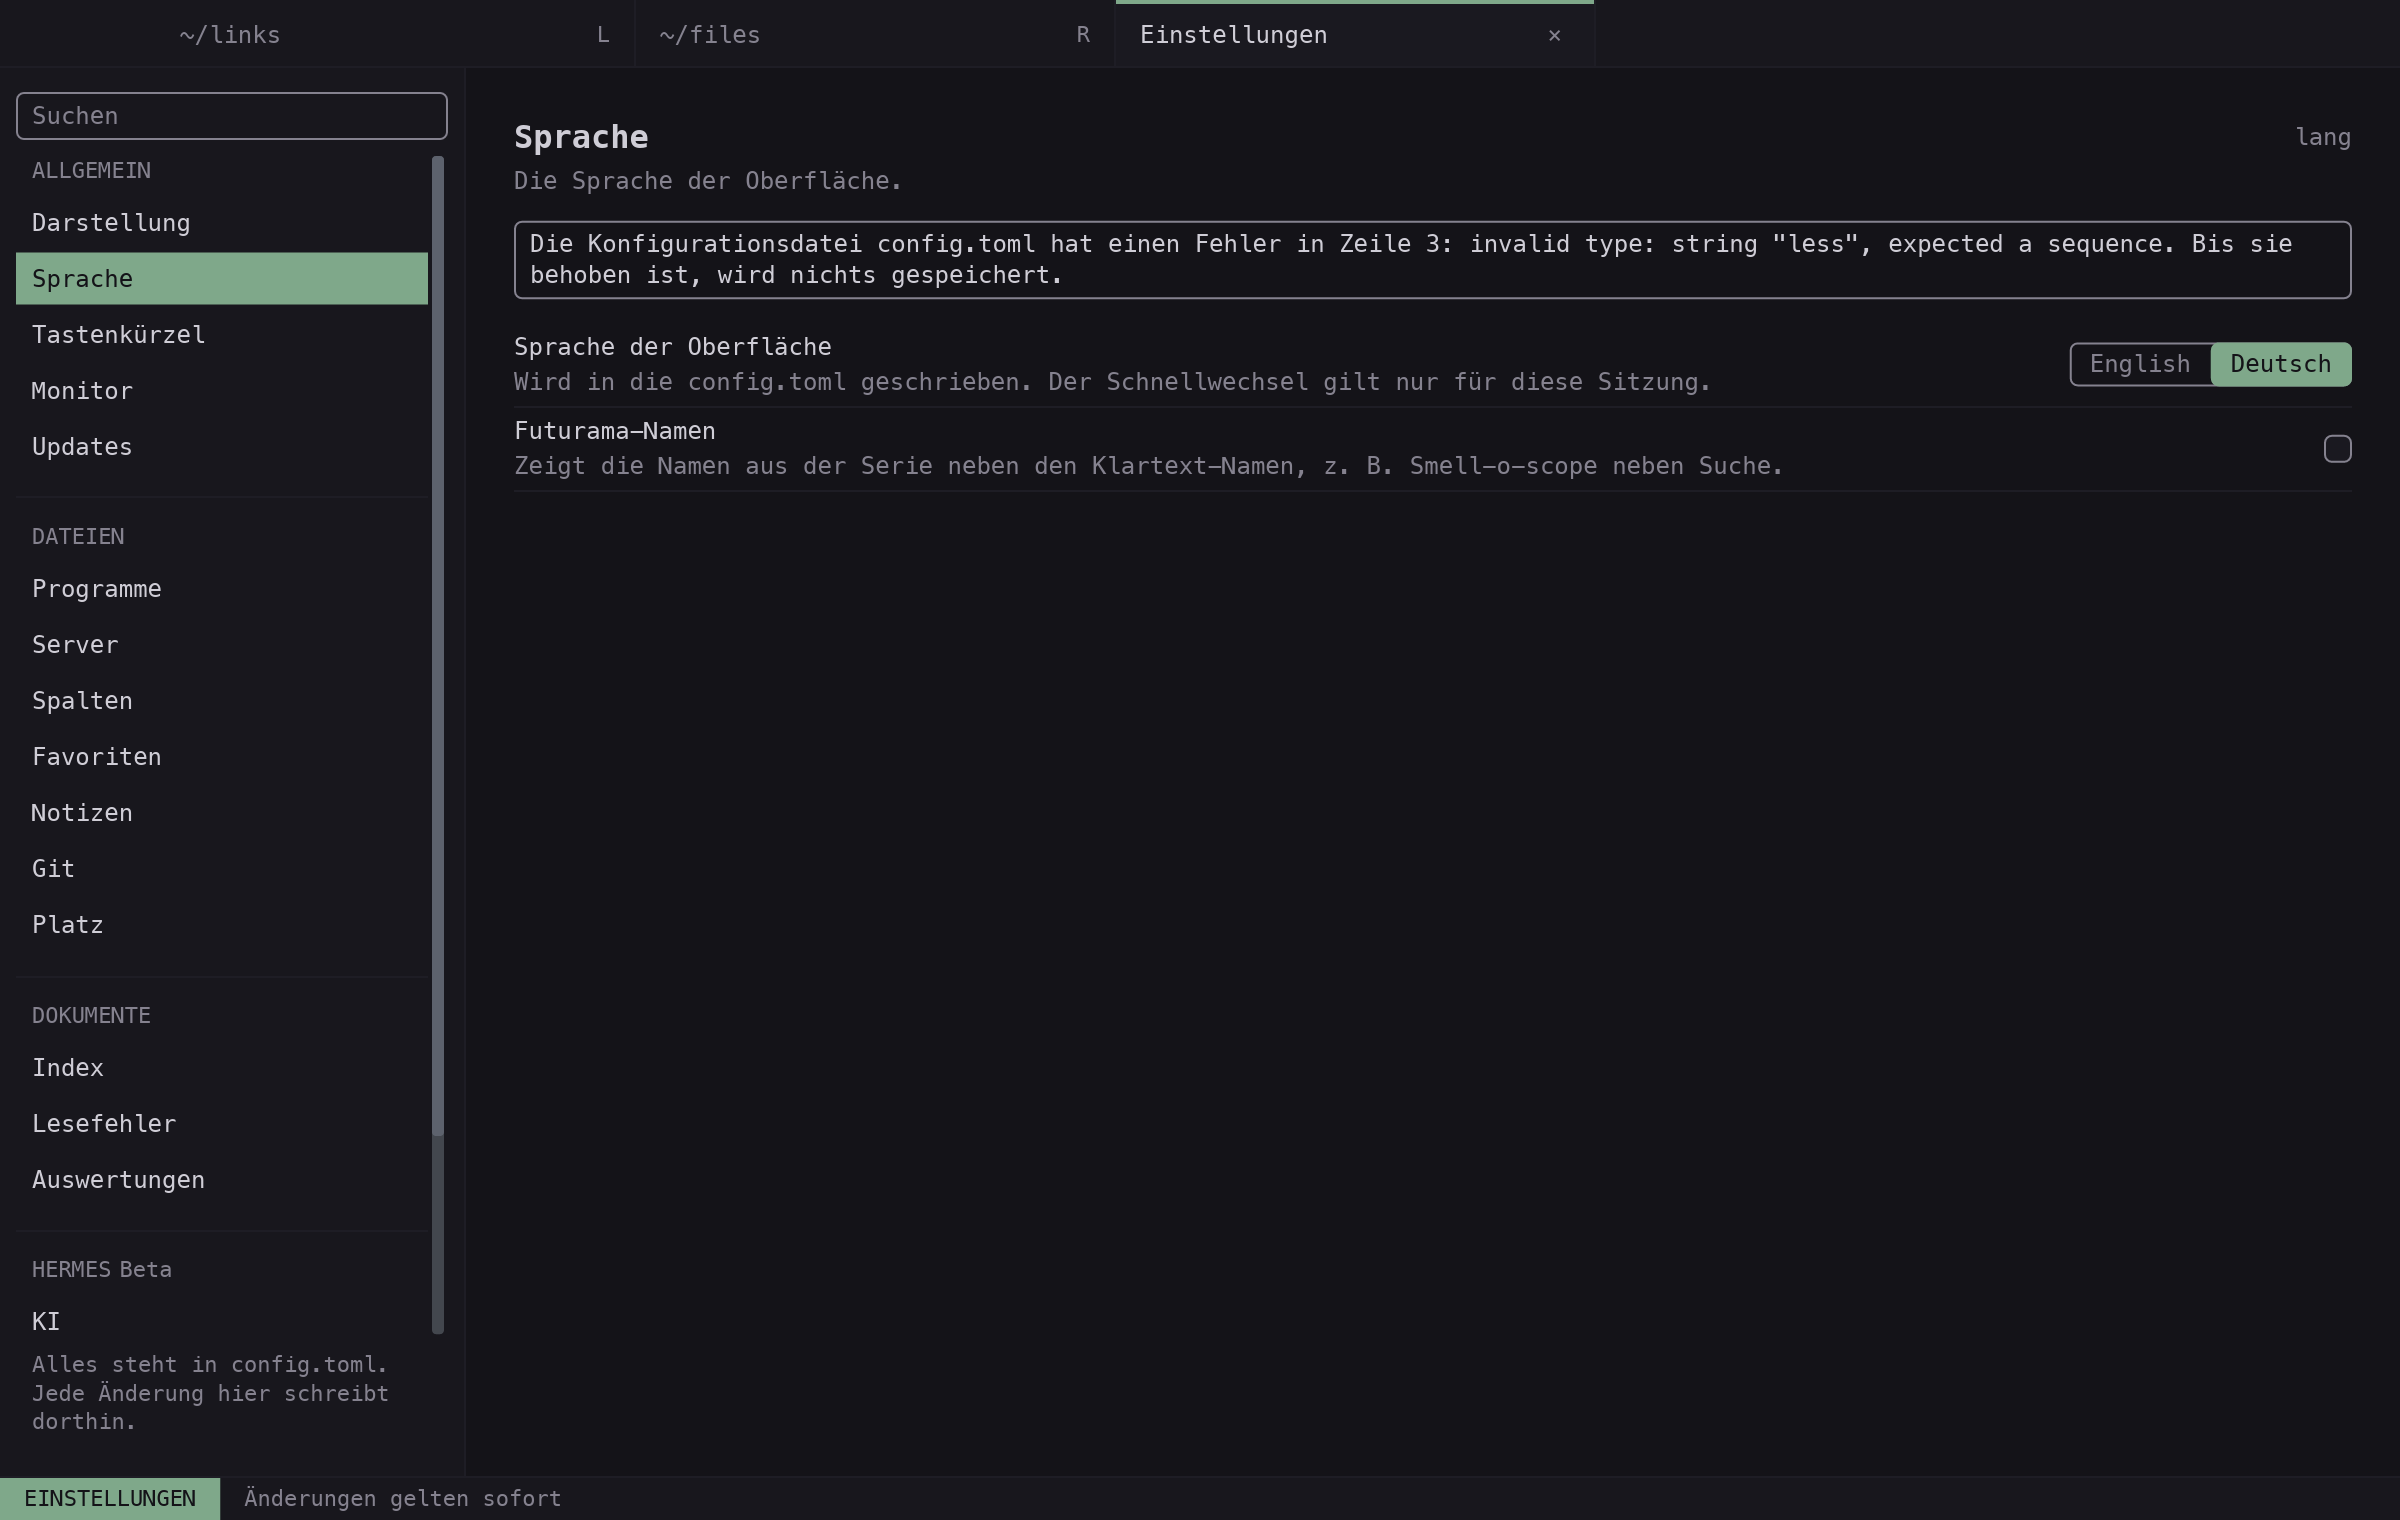 ~/links L ~/files R Einstellungen ×
Suchen
ALLGEMEIN
Darstellung
Sprache
Tastenkürzel
Monitor
Updates
DATEIEN
Programme
Server
Spalten
Favoriten
Notizen
Git
Platz
DOKUMENTE
Index
Lesefehler
Auswertungen
HERMES Beta
KI
Alles steht in config.toml.
Jede Änderung hier schreibt
dorthin.
Sprache lang
Die Sprache der Oberfläche.
Die Konfigurationsdatei config.toml hat einen Fehler in Zeile 3: invalid type: string "less", expected a sequence. Bis sie
behoben ist, wird nichts gespeichert.
Sprache der Oberfläche
Wird in die config.toml geschrieben. Der Schnellwechsel gilt nur für diese Sitzung.
English Deutsch
Futurama-Namen
Zeigt die Namen aus der Serie neben den Klartext-Namen, z. B. Smell-o-scope neben Suche.
EINSTELLUNGEN Änderungen gelten sofort